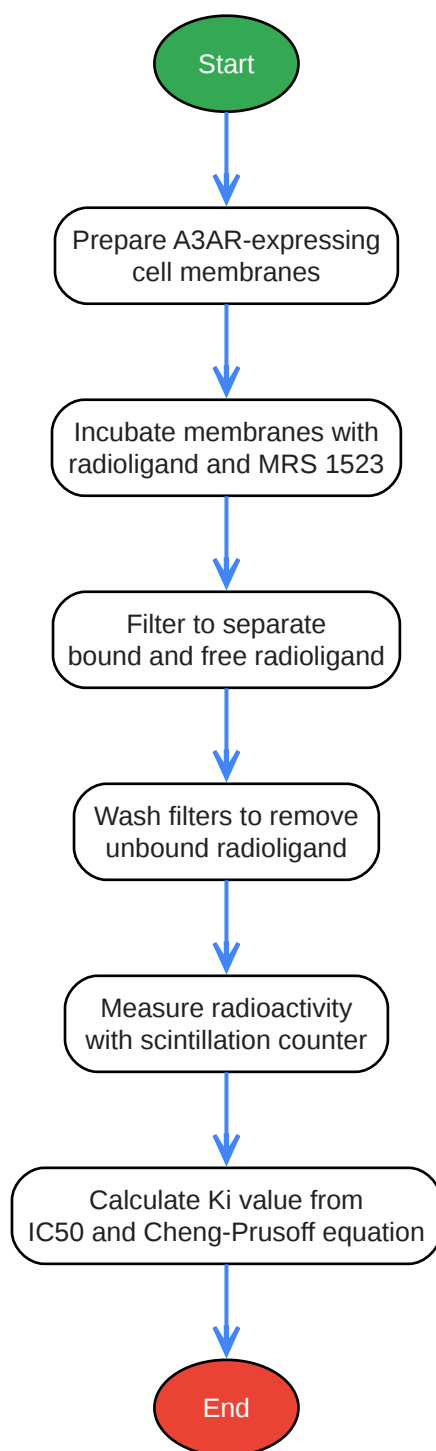 Start
Prepare A3AR-expressing
cell membranes
Incubate membranes with
radioligand and MRS 1523
Filter to separate
bound and free radioligand
Wash filters to remove
unbound radioligand
Measure radioactivity
with scintillation counter
Calculate Ki value from
IC50 and Cheng-Prusoff equation
End